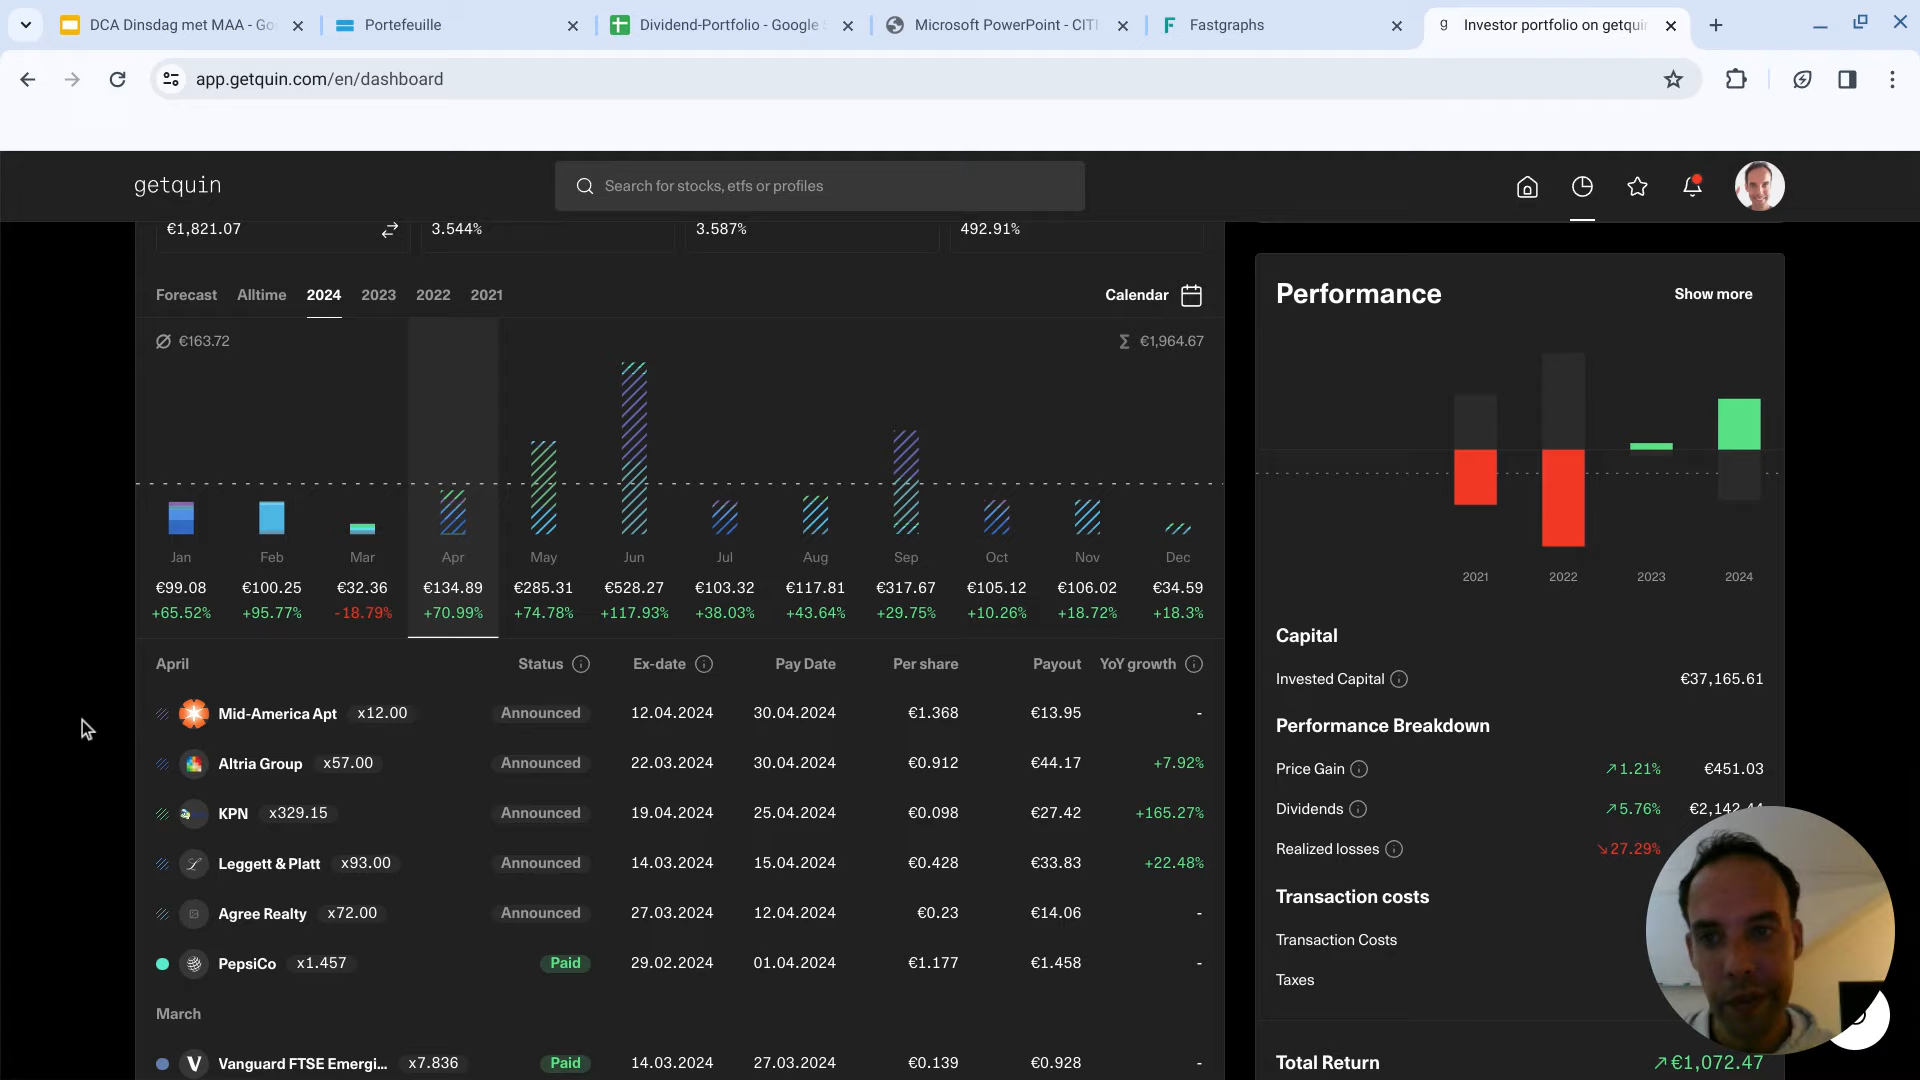 DCA Dinsdag met MAA - Go
Portefeuille
Dividend-Portfolio - Google S
Microsoft PowerPoint - CITI
Fastgraphs
g Investor portfolio on getquin
app.getquin.com/en/dashboard
getquin
Search for stocks, etfs or profiles
€1,821.07 3.544% 3.587% 492.91%
Forecast Alltime 2024 2023 2022 2021 Calendar
Ø €163.72 Σ €1,964.67
Jan Feb Mar Apr May Jun Jul Aug Sep Oct Nov Dec
€99.08 €100.25 €32.36 €134.89 €285.31 €528.27 €103.32 €117.81 €317.67 €105.12 €106.02 €34.59
+65.52% +95.77% -18.79% +70.99% +74.78% +117.93% +38.03% +43.64% +29.75% +10.26% +18.72% +18.3%
April Status Ex-date Pay Date Per share Payout YoY growth
Mid-America Apt x12.00 Announced 12.04.2024 30.04.2024 €1.368 €13.95 -
Altria Group x57.00 Announced 22.03.2024 30.04.2024 €0.912 €44.17 +7.92%
KPN x329.15 Announced 19.04.2024 25.04.2024 €0.098 €27.42 +165.27%
Leggett & Platt x93.00 Announced 14.03.2024 15.04.2024 €0.428 €33.83 +22.48%
Agree Realty x72.00 Announced 27.03.2024 12.04.2024 €0.23 €14.06 -
PepsiCo x1.457 Paid 29.02.2024 01.04.2024 €1.177 €1.458 -
March
Vanguard FTSE Emergi... x7.836 Paid 14.03.2024 27.03.2024 €0.139 €0.928 -
Performance Show more
2021 2022 2023 2024
Capital
Invested Capital €37,165.61
Performance Breakdown
Price Gain 1.21% €451.03
Dividends 5.76%
Realized losses 27.29%
Transaction costs
Transaction Costs
Taxes
Total Return €1,072.47